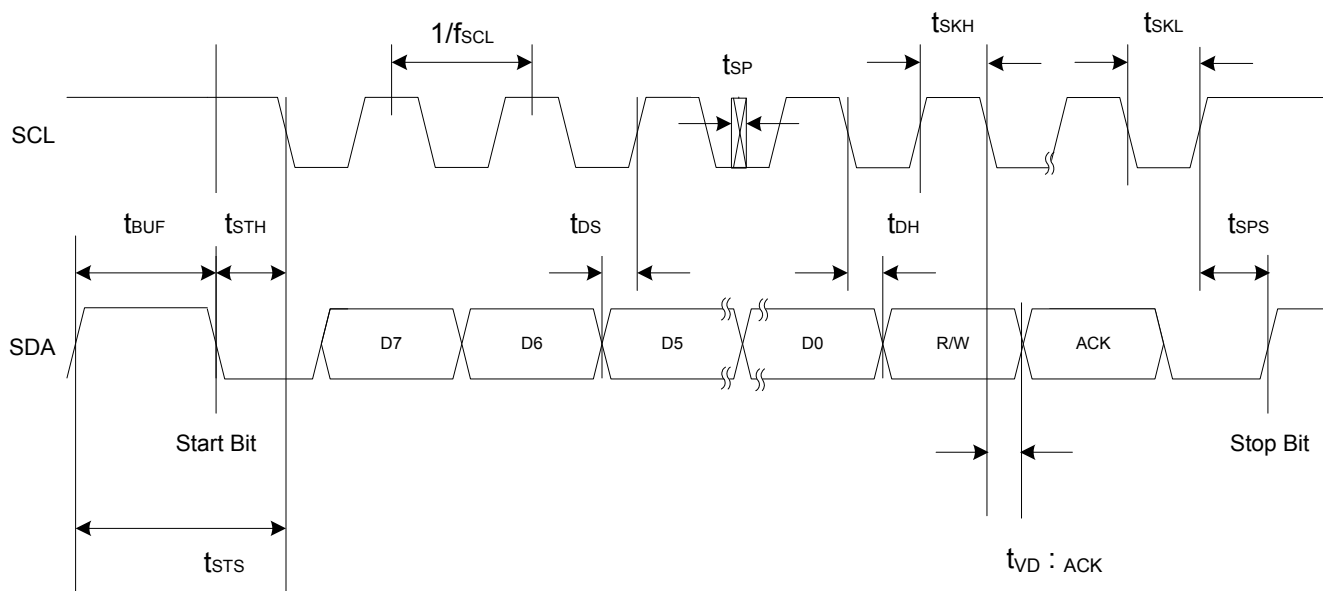 tSKH
tSKL
1/fSCL
tSP
SCL
tBUF
tSTH
tDS
tDH
tSPS
SDA
D7
D6
D5
D0
R/W
ACK
Start Bit
Stop Bit
tSTS
tVD : ACK